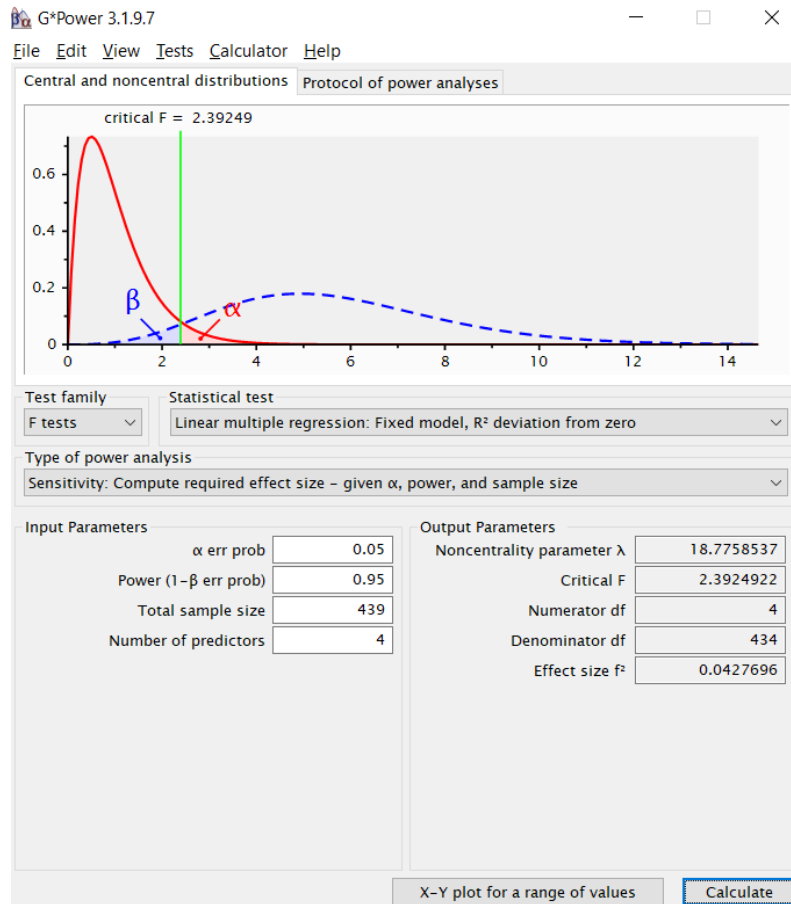 G*Power 3.1.9.7
File Edit View Tests Calculator Help
Central and noncentral distributions Protocol of power analyses
critical F = 2.39249
0.6
0.4
0.2
0
β
α
0 2 4 6 8 10 12 14
Test family Statistical test
F tests Linear multiple regression: Fixed model, R² deviation from zero
Type of power analysis
Sensitivity: Compute required effect size – given α, power, and sample size
Input Parameters
α err prob 0.05
Power (1−β err prob) 0.95
Total sample size 439
Number of predictors 4
Output Parameters
Noncentrality parameter λ 18.7758537
Critical F 2.3924922
Numerator df 4
Denominator df 434
Effect size f² 0.0427696
X−Y plot for a range of values Calculate